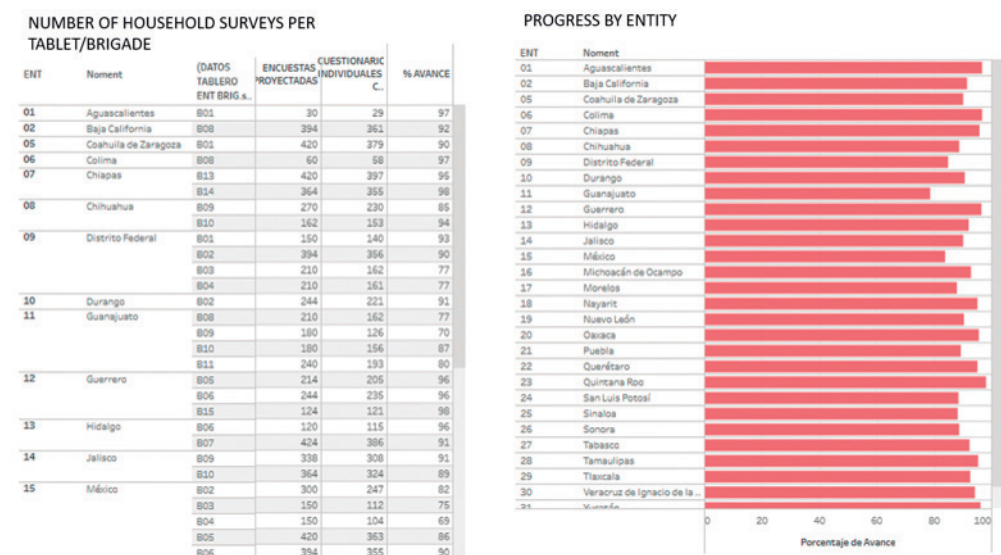 NUMBER OF HOUSEHOLD SURVEYS PER
TABLET/BRIGADE
ENT Noment (DATOS TABLERO ENT BRIG.s.. ENCUESTAS PROYECTADAS CUESTIONARIC INDIVIDUALES C.. % AVANCE
01 Aguascalientes B01 30 29 97
02 Baja California B08 394 361 92
05 Coahuila de Zaragoza B01 420 379 90
06 Colima B08 60 58 97
07 Chiapas B13 420 397 95
B14 364 355 98
08 Chihuahua B09 270 230 85
B10 162 153 94
09 Distrito Federal B01 150 140 93
B02 394 356 90
B03 210 162 77
B04 210 161 77
10 Durango B02 244 221 91
11 Guanajuato B08 210 162 77
B09 180 126 70
B10 180 156 87
B11 240 193 80
12 Guerrero B05 214 205 96
B06 244 235 96
B15 124 121 98
13 Hidalgo B06 120 115 96
B07 424 386 91
14 Jalisco B09 338 308 91
B10 364 324 89
15 México B02 300 247 82
B03 150 112 75
B04 150 104 69
B05 420 363 86
B06 394 355 90
PROGRESS BY ENTITY
ENT Noment
01 Aguascalientes
02 Baja California
05 Coahuila de Zaragoza
06 Colima
07 Chiapas
08 Chihuahua
09 Distrito Federal
10 Durango
11 Guanajuato
12 Guerrero
13 Hidalgo
14 Jalisco
15 México
16 Michoacán de Ocampo
17 Morelos
18 Nayarit
19 Nuevo León
20 Oaxaca
21 Puebla
22 Querétaro
23 Quintana Roo
24 San Luis Potosí
25 Sinaloa
26 Sonora
27 Tabasco
28 Tamaulipas
29 Tlaxcala
30 Veracruz de Ignacio de la ..
31 Yucatán
0 20 40 60 80 100
Porcentaje de Avance